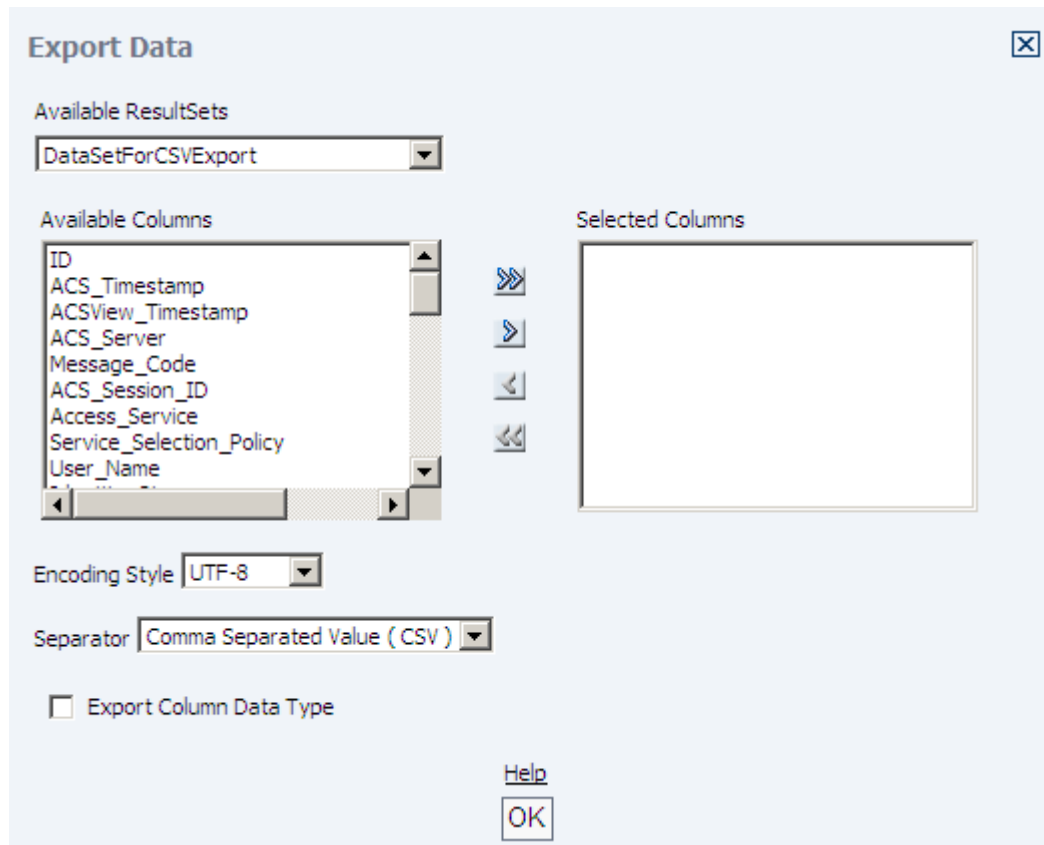 Export Data
Available ResultSets
DataSetForCSVExport
Available Columns
Selected Columns
ID
ACS_Timestamp
ACSView_Timestamp
ACS_Server
Message_Code
ACS_Session_ID
Access_Service
Service_Selection_Policy
User_Name
Encoding Style UTF-8
Separator Comma Separated Value ( CSV )
Export Column Data Type
Help
OK